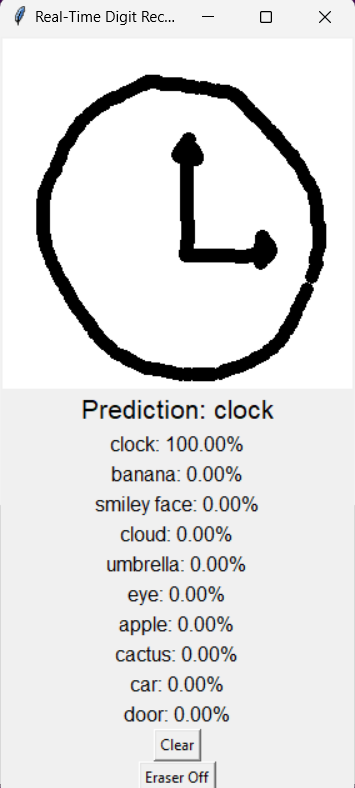 Real-Time Digit Rec...
Prediction: clock
clock: 100.00%
banana: 0.00%
smiley face: 0.00%
cloud: 0.00%
umbrella: 0.00%
eye: 0.00%
apple: 0.00%
cactus: 0.00%
car: 0.00%
door: 0.00%
Clear
Eraser Off